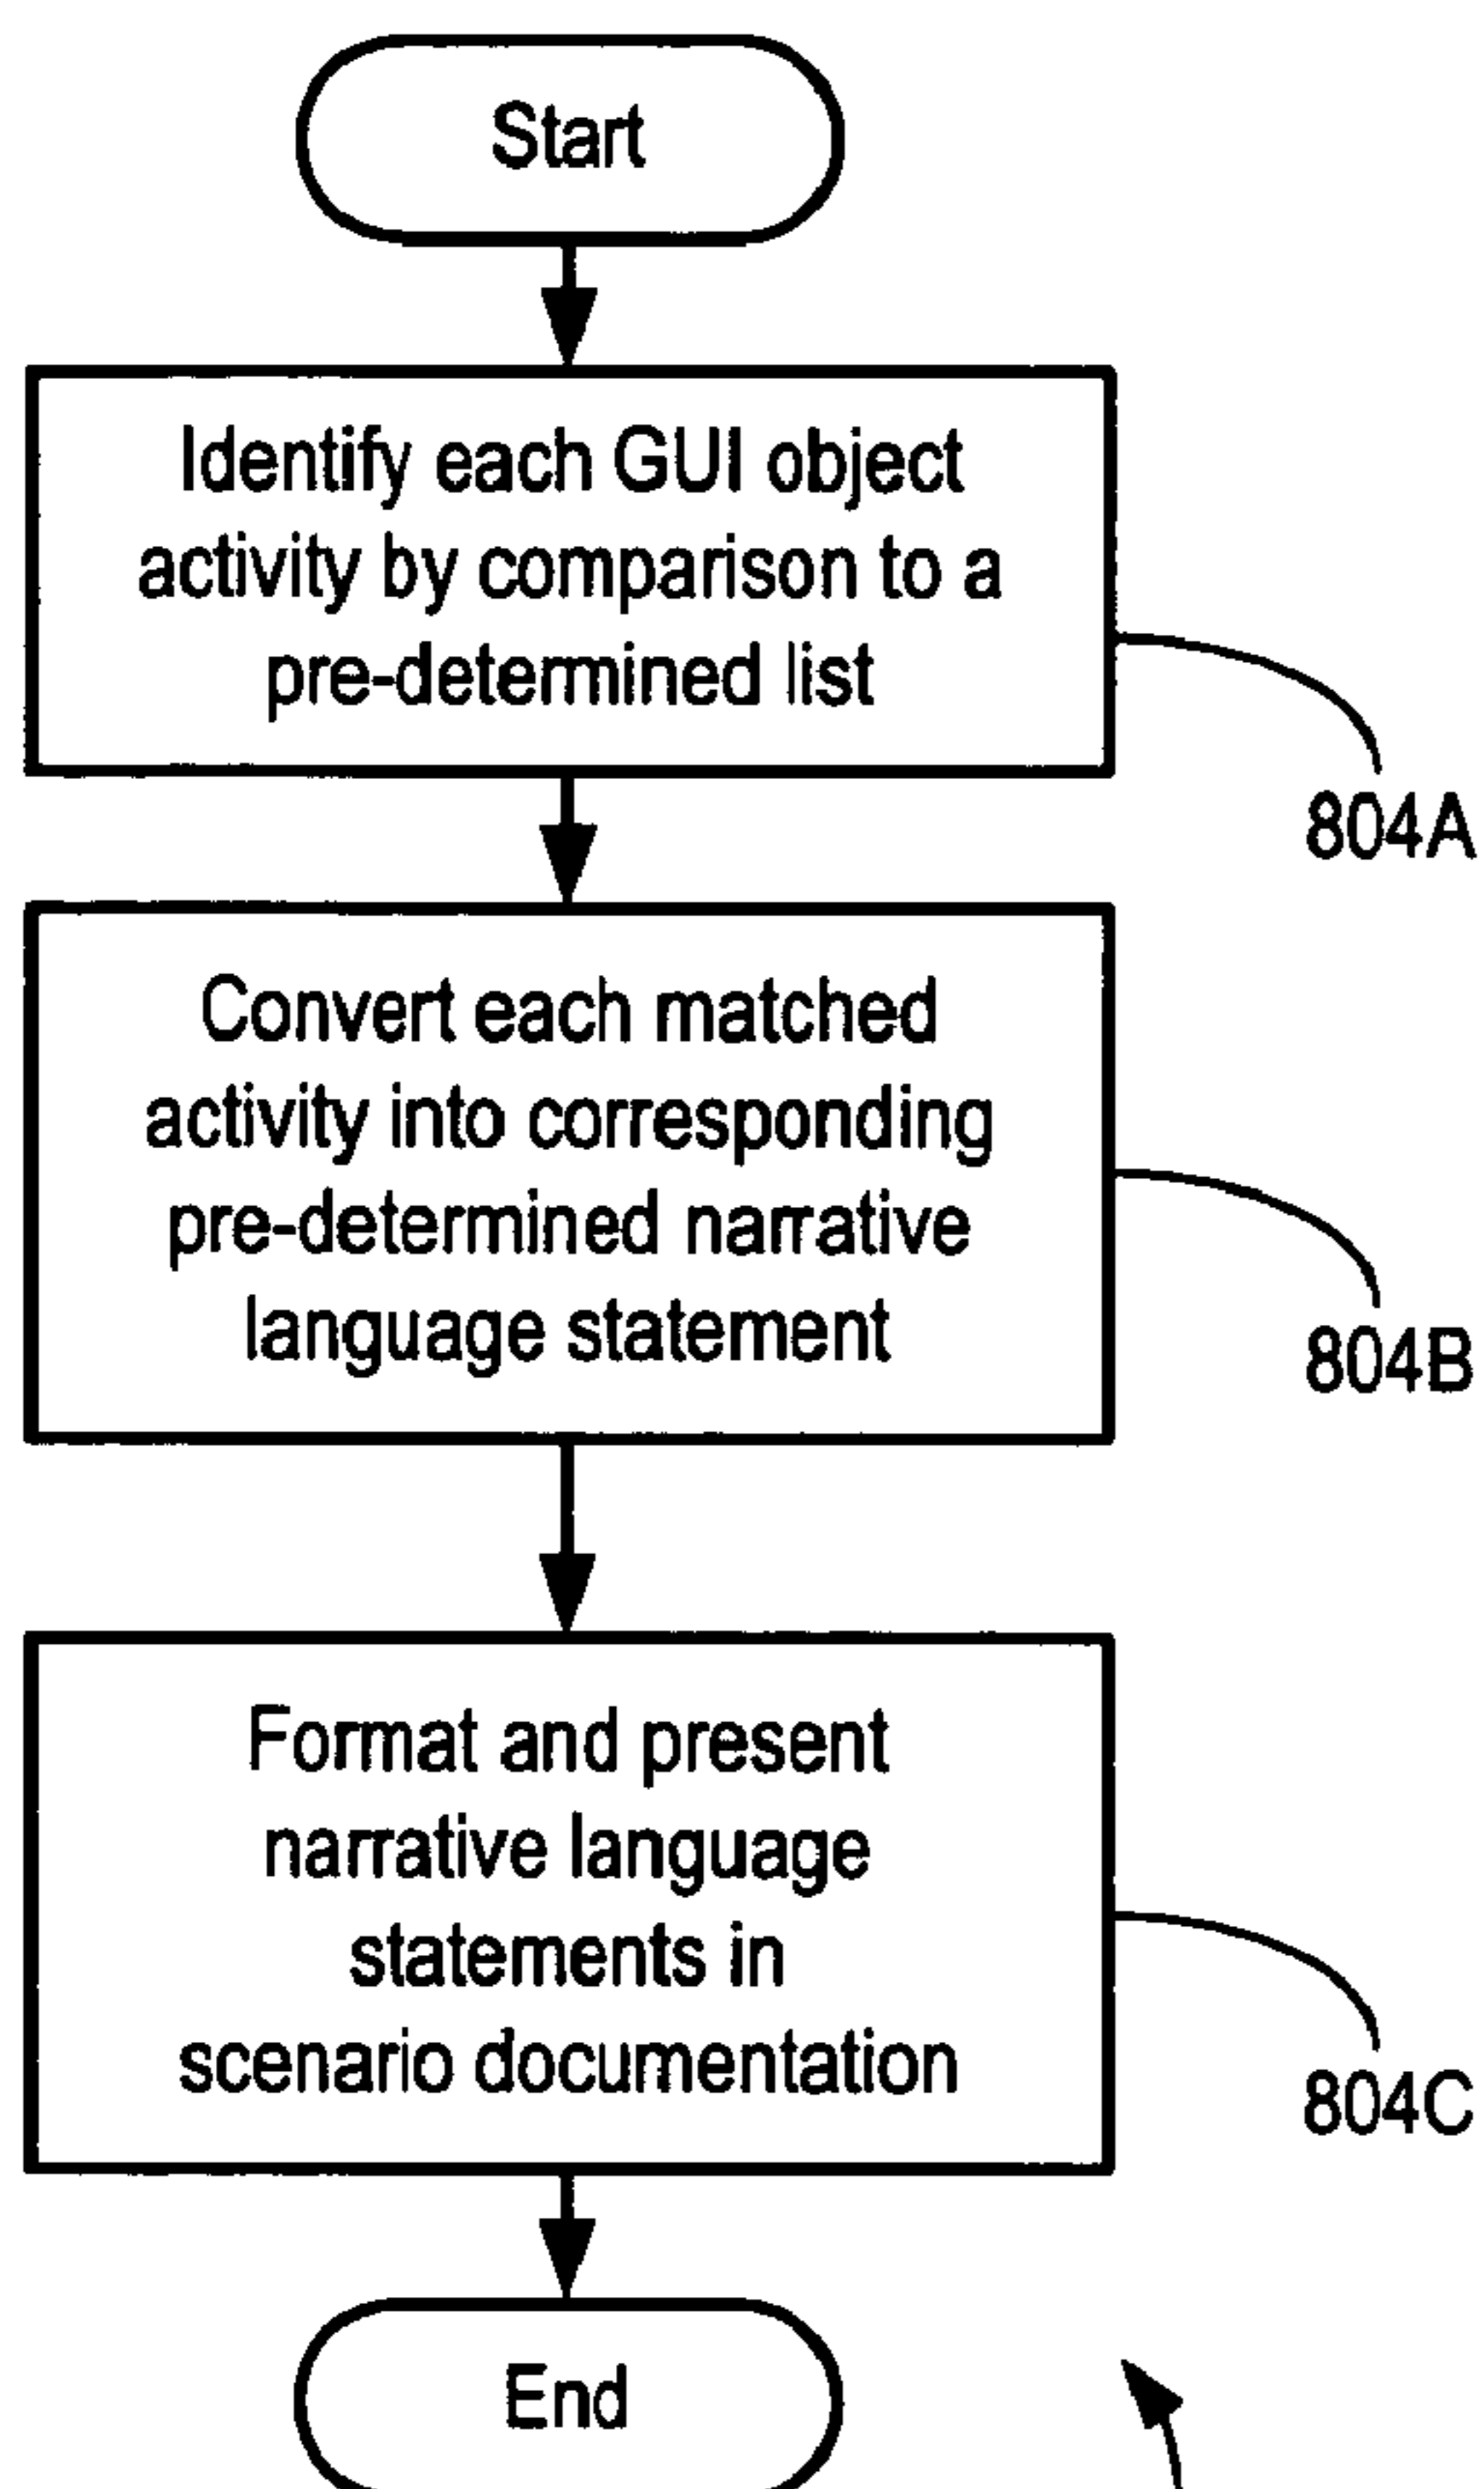 Start
Identify each GUI object
activity by comparison to a
pre-determined list
804A
Convert each matched
activity into corresponding
pre-determined narrative
language statement
804B
Format and present
narrative language
statements in
scenario documentation
804C
End